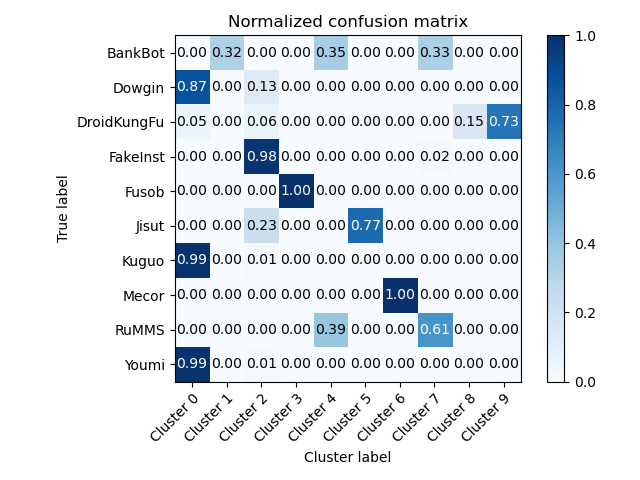 Normalized confusion matrix
BankBot 0.00 0.32 0.00 0.00 0.35 0.00 0.00 0.33 0.00 0.00
Dowgin 0.87 0.00 0.13 0.00 0.00 0.00 0.00 0.00 0.00 0.00
DroidKungFu 0.05 0.00 0.06 0.00 0.00 0.00 0.00 0.00 0.15 0.73
FakeInst 0.00 0.00 0.98 0.00 0.00 0.00 0.00 0.02 0.00 0.00
Fusob 0.00 0.00 0.00 1.00 0.00 0.00 0.00 0.00 0.00 0.00
Jisut 0.00 0.00 0.23 0.00 0.00 0.77 0.00 0.00 0.00 0.00
Kuguo 0.99 0.00 0.01 0.00 0.00 0.00 0.00 0.00 0.00 0.00
Mecor 0.00 0.00 0.00 0.00 0.00 0.00 1.00 0.00 0.00 0.00
RuMMS 0.00 0.00 0.00 0.00 0.39 0.00 0.00 0.61 0.00 0.00
Youmi 0.99 0.00 0.01 0.00 0.00 0.00 0.00 0.00 0.00 0.00
True label
Cluster 0 Cluster 1 Cluster 2 Cluster 3 Cluster 4 Cluster 5 Cluster 6 Cluster 7 Cluster 8 Cluster 9
Cluster label
1.0
0.8
0.6
0.4
0.2
0.0